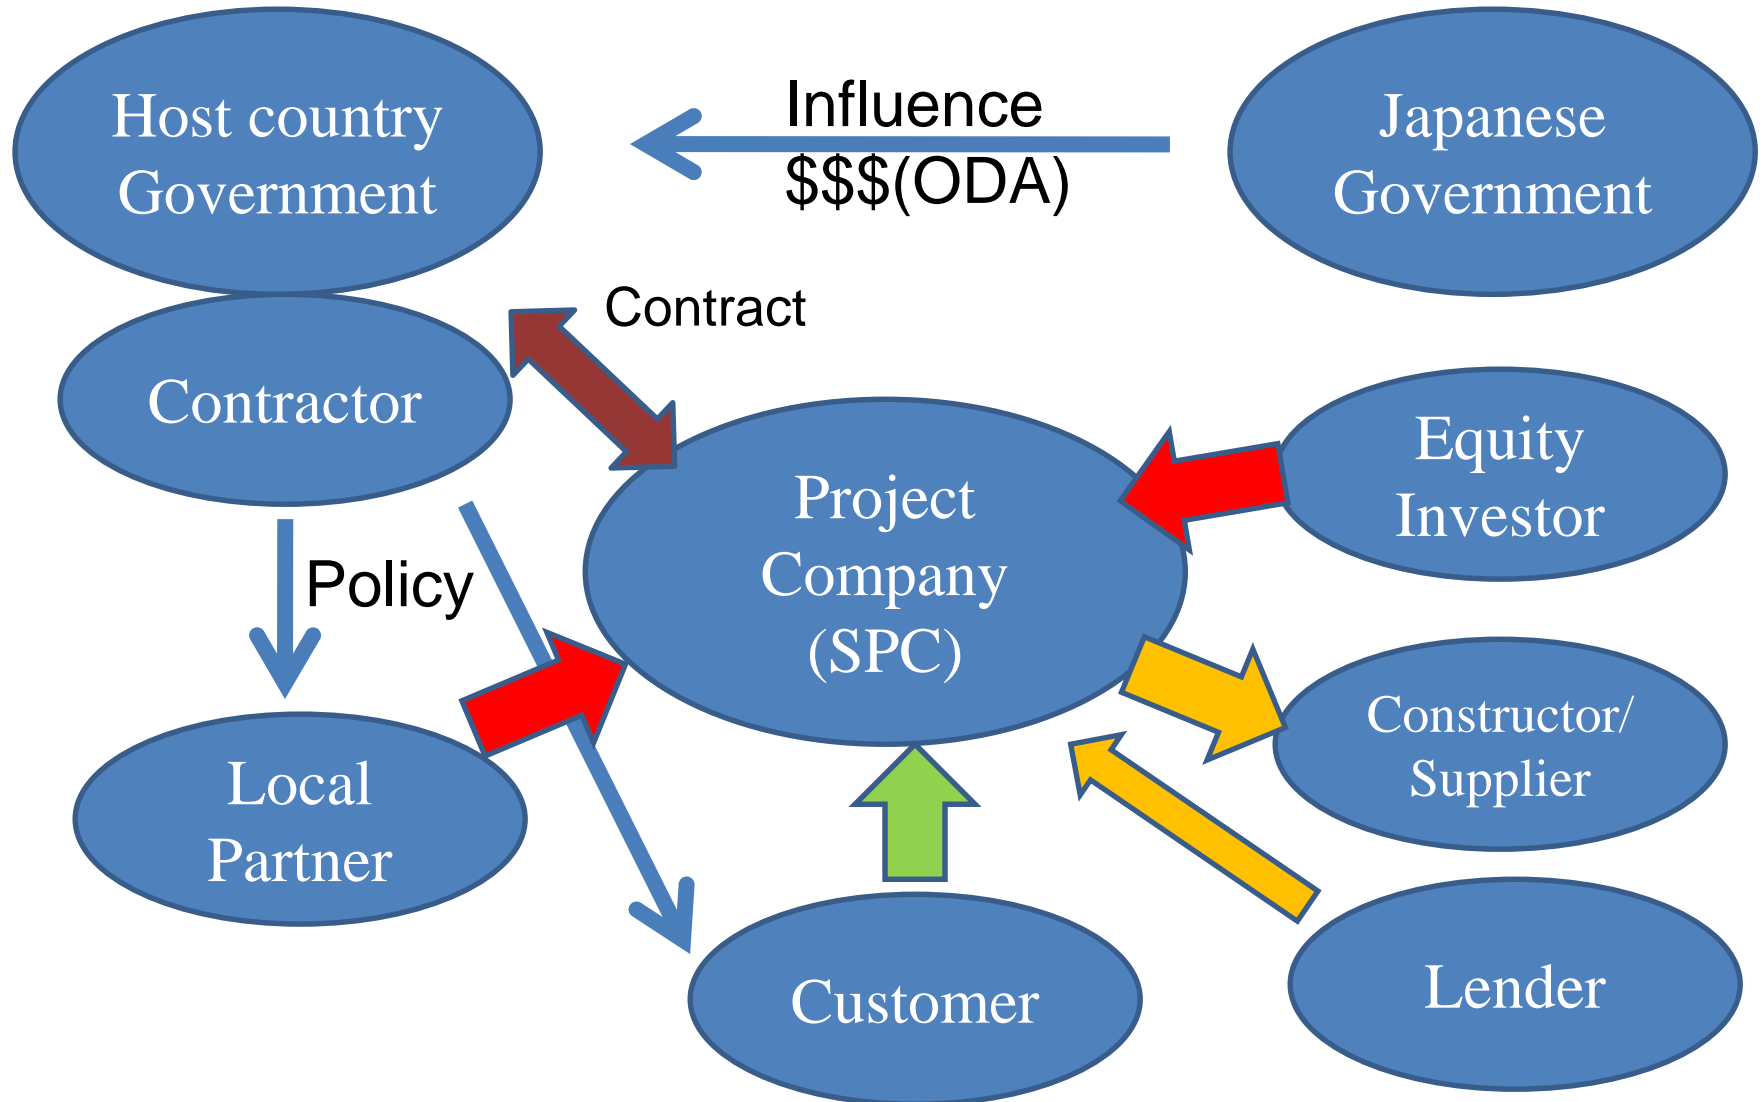 Host country
Government
Influence
$$$(ODA)
Japanese
Government
Contract
Contractor
Equity
Investor
Project
Company
(SPC)
Policy
Constructor/
Supplier
Local
Partner
Customer
Lender